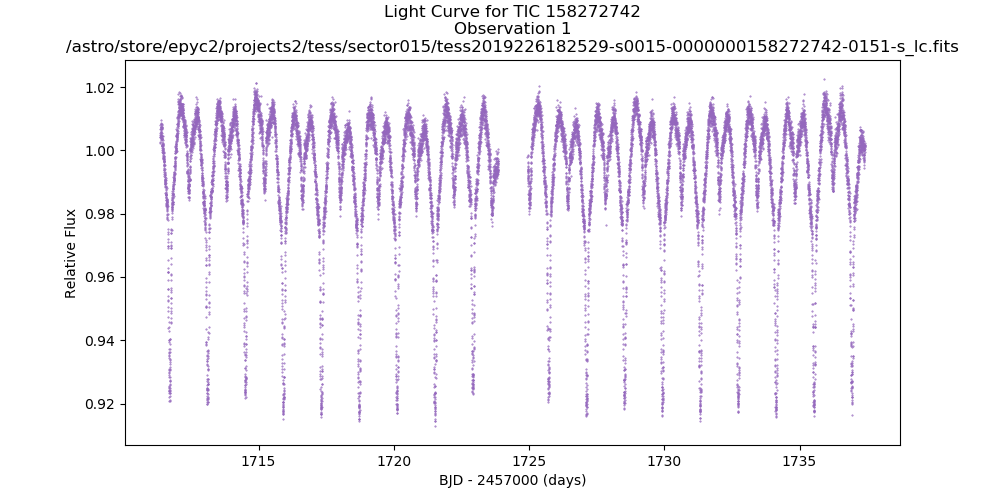 Light Curve for TIC 158272742
Observation 1
/astro/store/epyc2/projects2/tess/sector015/tess2019226182529-s0015-0000000158272742-0151-s_lc.fits
1.02
1.00
0.98
0.96
0.94
0.92
Relative Flux
1715
1720
1725
1730
1735
BJD - 2457000 (days)